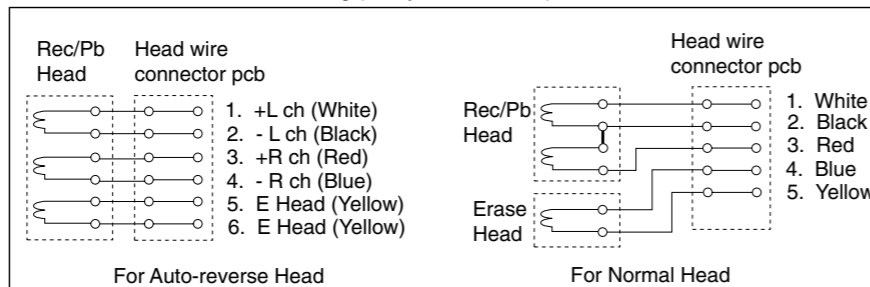 Rec/Pb
Head
Head wire
connector pcb
1. +L ch (White)
2. - L ch (Black)
3. +R ch (Red)
4. - R ch (Blue)
5. E Head (Yellow)
6. E Head (Yellow)
For Auto-reverse Head
Head wire
connector pcb
Rec/Pb
Head
1. White
2. Black
3. Red
4. Blue
5. Yellow
Erase
Head
For Normal Head